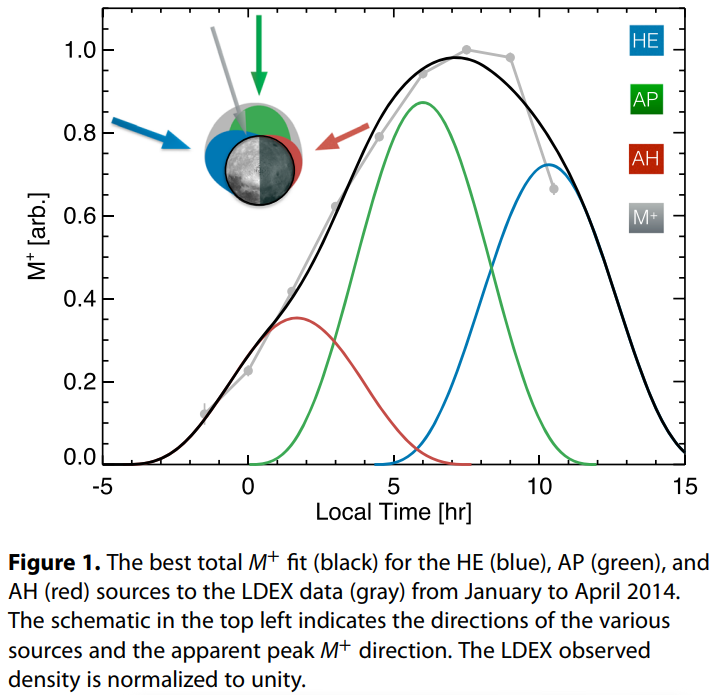 1.0
0.8
0.6
0.4
0.2
0.0
M⁺ [arb.]
HE
AP
AH
M⁺
-5 0 5 10 15
Local Time [hr]
Figure 1. The best total M⁺ fit (black) for the HE (blue), AP (green), and
AH (red) sources to the LDEX data (gray) from January to April 2014.
The schematic in the top left indicates the directions of the various
sources and the apparent peak M⁺ direction. The LDEX observed
density is normalized to unity.